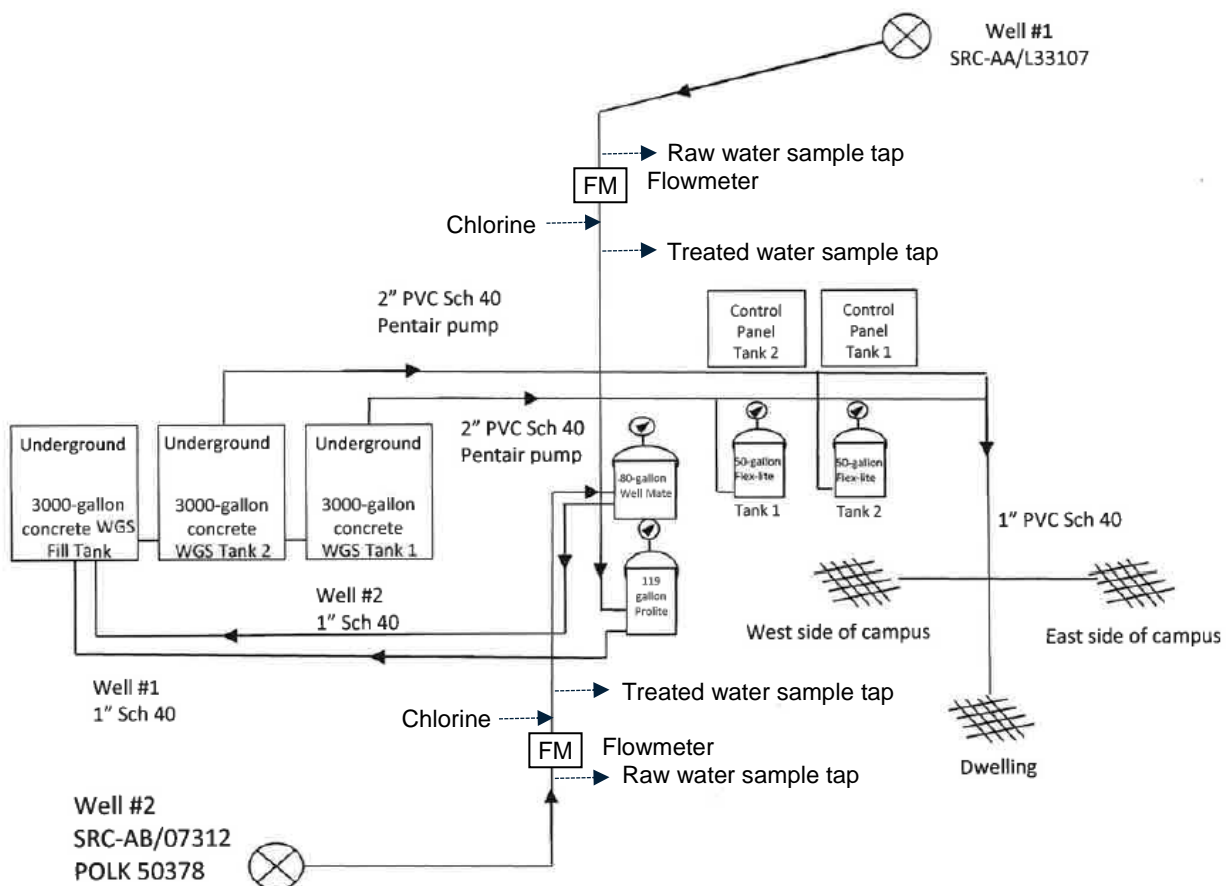 Well #1
SRC-AA/L33107
Raw water sample tap
FM
Flowmeter
Chlorine
Treated water sample tap
2" PVC Sch 40
Pentair pump
Control
Panel
Tank 2
Control
Panel
Tank 1
Underground
3000-gallon
concrete WGS
Fill Tank
Underground
3000-gallon
concrete
WGS Tank 2
Underground
3000-gallon
concrete
WGS Tank 1
2" PVC Sch 40
Pentair pump
80-gallon
Well Mate
50-gallon
Flex-lite
Tank 1
50-gallon
Flex-lite
Tank 2
1" PVC Sch 40
119
gallon
Prolite
Well #2
1" Sch 40
West side of campus
East side of campus
Well #1
1" Sch 40
Treated water sample tap
Chlorine
FM
Flowmeter
Raw water sample tap
Dwelling
Well #2
SRC-AB/07312
POLK 50378